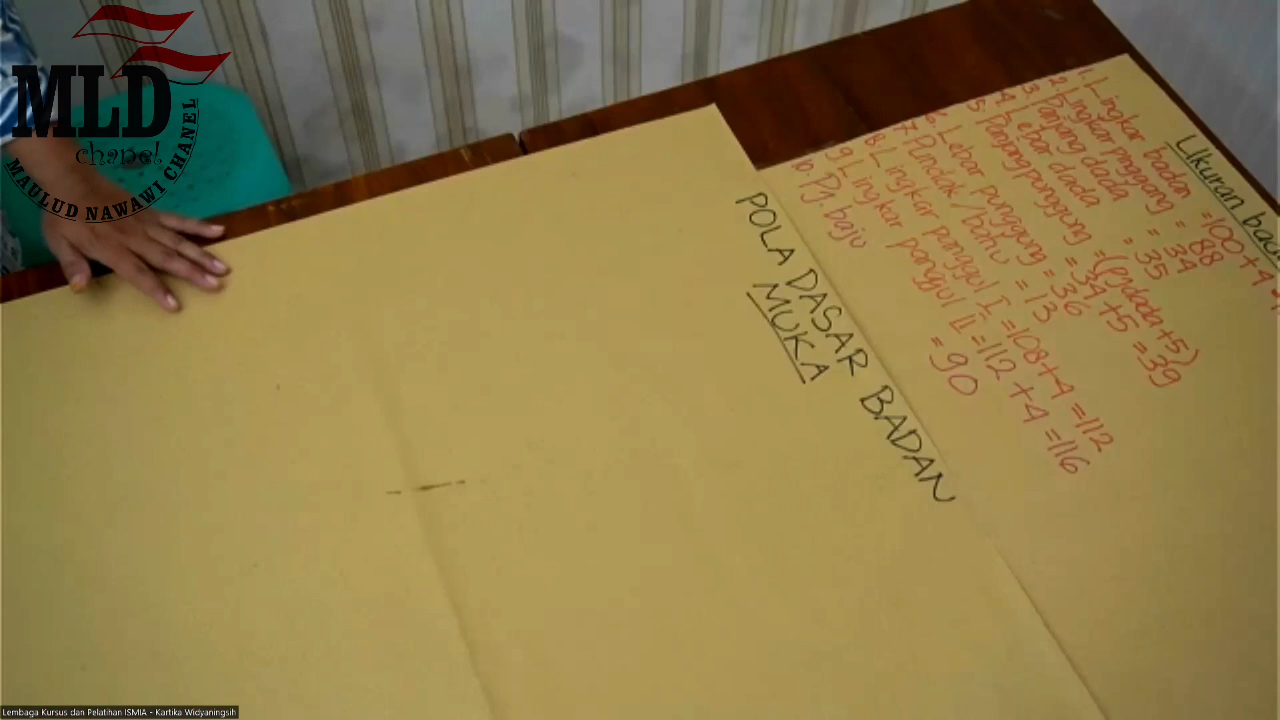 MLD
chanel
MAULUD NAWAWI CHANEL
Ukuran bada
1. Lingkar badan = 100 + 4 =
2. Lingkar pinggang = 88
3 Panjang dada = 34
4 Lebar dada = 35
5 Panjang punggung = (pj dada + 5)
= 34 + 5 = 39
6 Lebar punggung = 36
7 Pundak / bahu = 13
8 Lingkar panggul I = 108 + 4 = 112
9 Lingkar panggul II = 112 + 4 = 116
10 Pj baju = 90
POLA DASAR BADAN
MUKA
Lembaga Kursus dan Pelatihan ISMIA - Kartika Widyaningsih